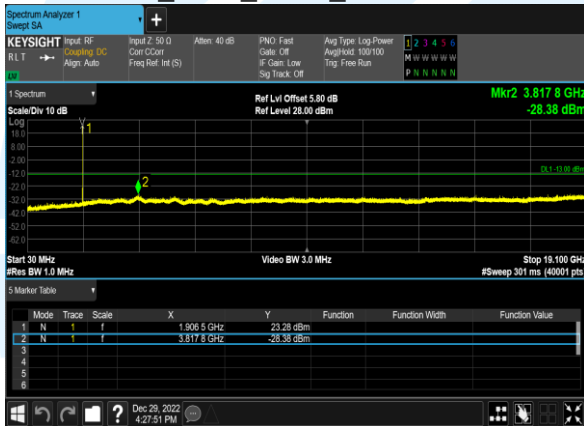 Spectrum Analyzer 1
Swept SA
KEYSIGHT Input: RF Input Z: 50 Ω Atten: 40 dB PNO: Fast Avg Type: Log-Power 1 2 3 4 5 6
RLT Coupling: DC Corr CCorr Gate: Off Avg|Hold: 100/100 M W W W W W
Align: Auto Freq Ref: Int (S) IF Gain: Low Trig: Free Run
Sig Track: Off P N N N N N
1 Spectrum Ref Lvl Offset 5.80 dB Mkr2 3.817 8 GHz
Scale/Div 10 dB Ref Level 28.00 dBm -28.38 dBm
Log
1
18.0
8.00
-2.00
DL1 -13.00 dBm
-12.0
2
-22.0
-32.0
-42.0
-52.0
-62.0
Start 30 MHz Video BW 3.0 MHz Stop 19.100 GHz
#Res BW 1.0 MHz #Sweep 301 ms (40001 pts
5 Marker Table
Mode Trace Scale X Y Function Function Width Function Value
1 N 1 f 1.906 5 GHz 23.28 dBm
2 N 1 f 3.817 8 GHz -28.38 dBm
3
4
5
6
? Dec 29, 2022
4:27:51 PM